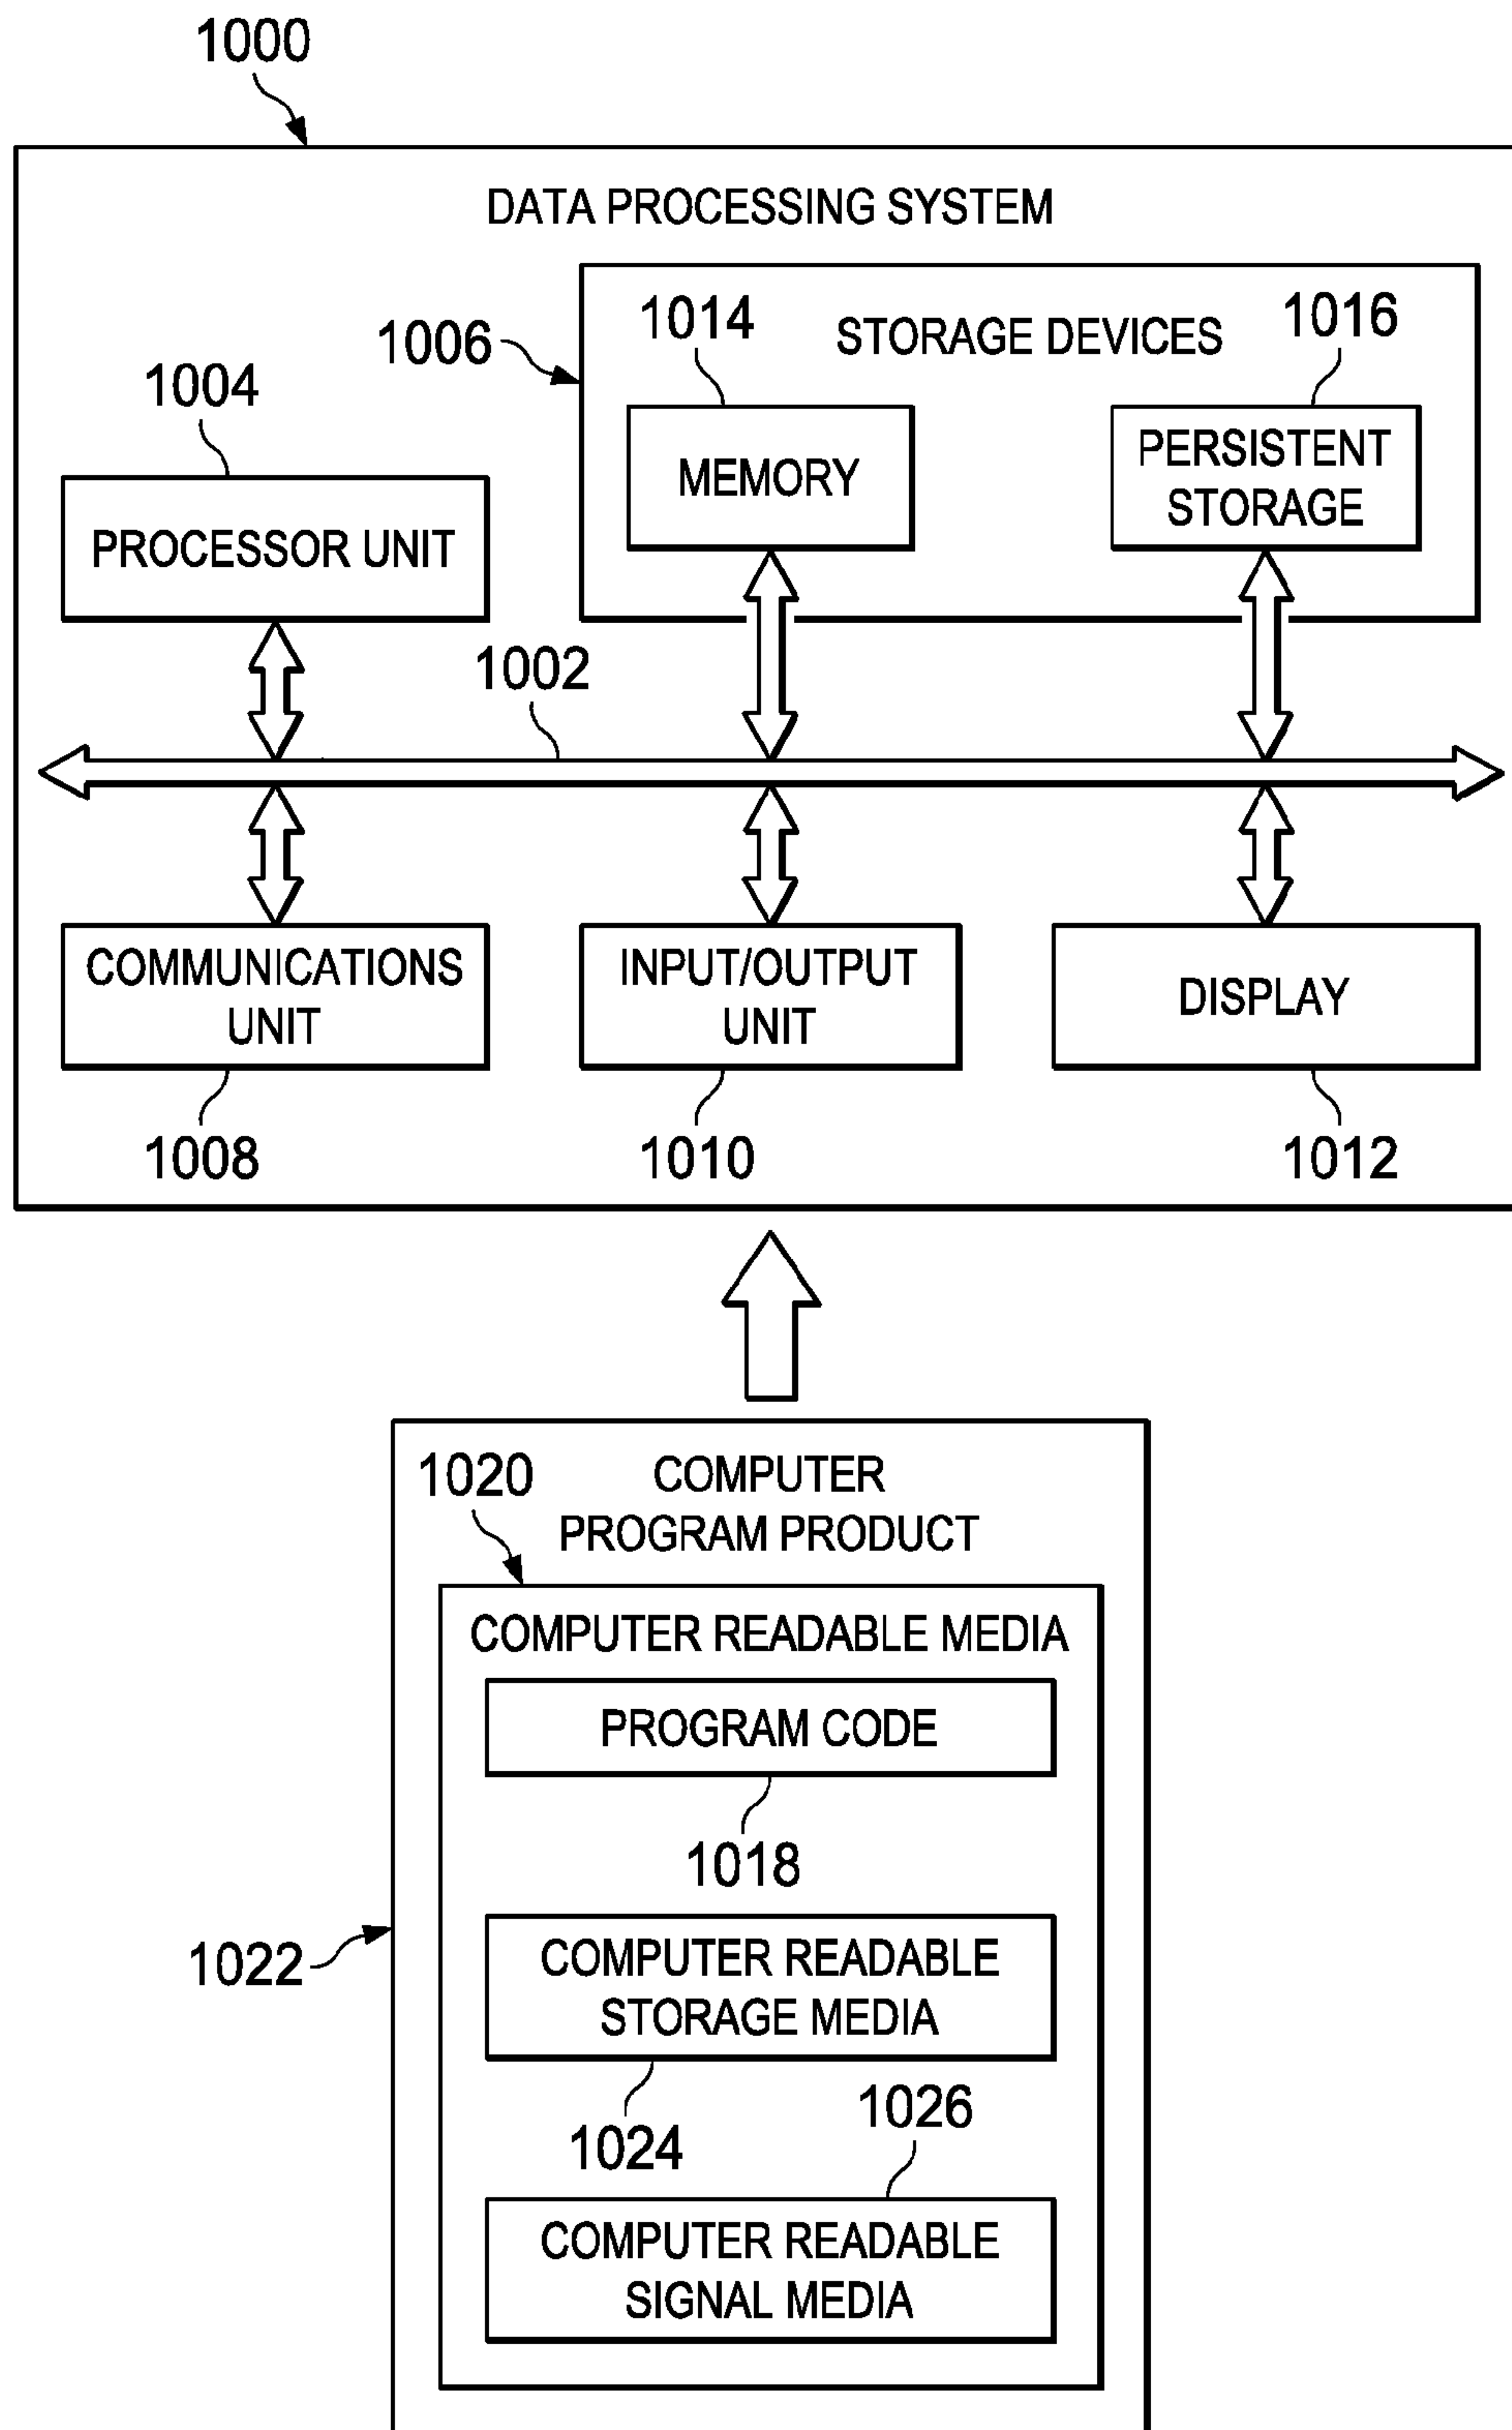 1000
DATA PROCESSING SYSTEM
1006
1014
STORAGE DEVICES
1016
1004
MEMORY
PERSISTENT
STORAGE
PROCESSOR UNIT
1002
COMMUNICATIONS
UNIT
INPUT/OUTPUT
UNIT
DISPLAY
1008
1010
1012
1020
COMPUTER
PROGRAM PRODUCT
COMPUTER READABLE MEDIA
PROGRAM CODE
1018
1022
COMPUTER READABLE
STORAGE MEDIA
1024
1026
COMPUTER READABLE
SIGNAL MEDIA